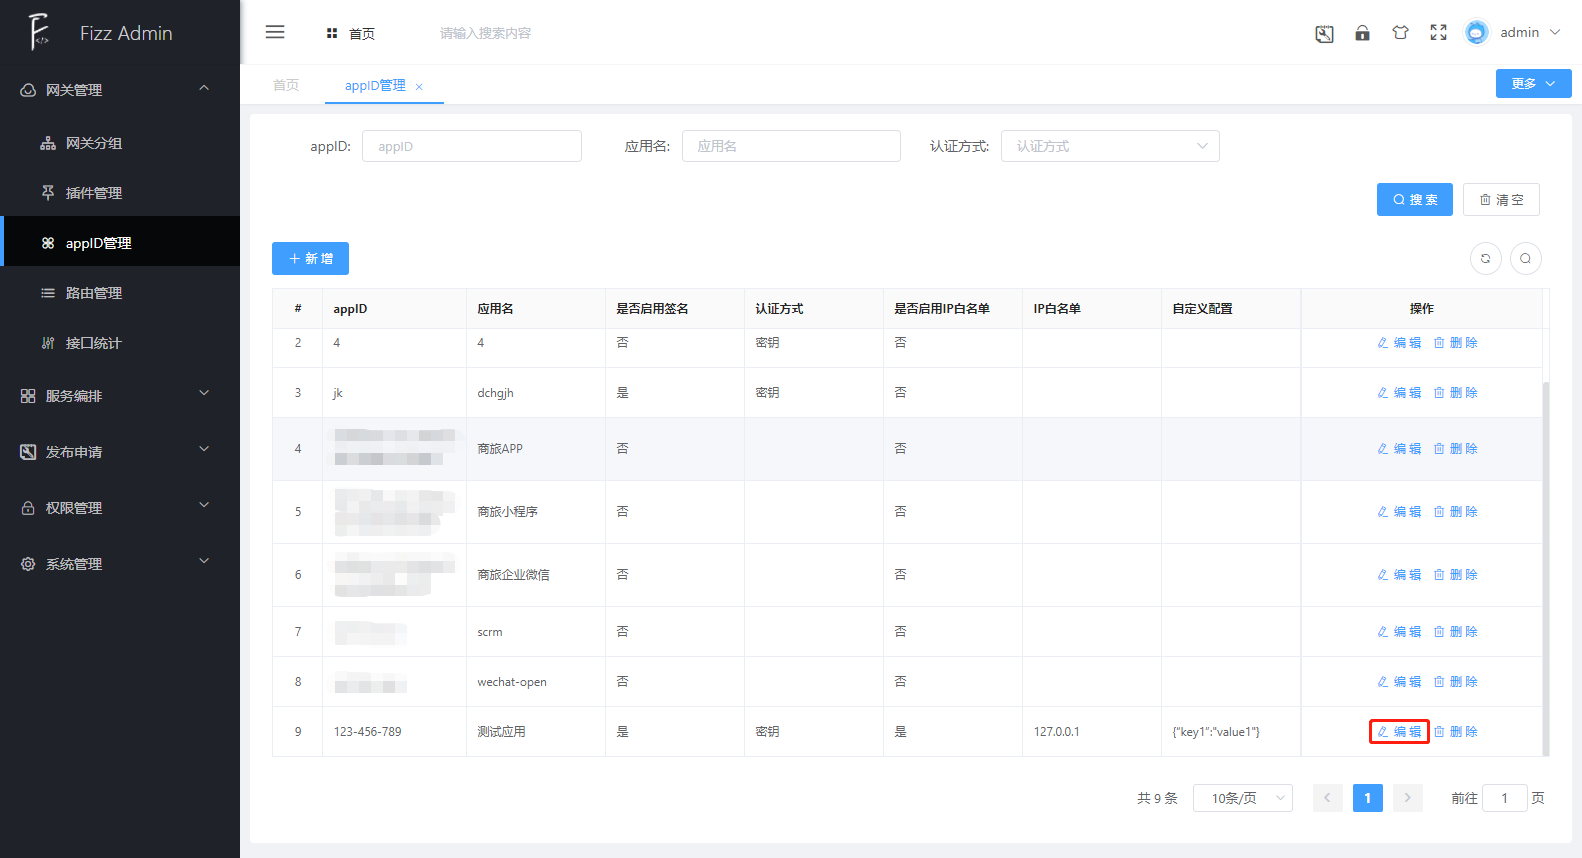 Fizz Admin
首页
请输入搜索内容
admin
网关管理
网关分组
插件管理
appID管理
路由管理
接口统计
服务编排
发布申请
权限管理
系统管理
首页 appID管理 ×
更多
appID: appID 应用名: 应用名 认证方式: 认证方式
搜 索 清 空
新 增
# appID 应用名 是否启用签名 认证方式 是否启用IP白名单 IP白名单 自定义配置 操作
2 4 4 否 密钥 否 编 辑 删 除
3 jk dchgjh 是 密钥 否 编 辑 删 除
4 商旅APP 否 否 编 辑 删 除
5 商旅小程序 否 否 编 辑 删 除
6 商旅企业微信 否 否 编 辑 删 除
7 scrm 否 否 编 辑 删 除
8 wechat-open 否 否 编 辑 删 除
9 123-456-789 测试应用 是 密钥 是 127.0.0.1 {"key1":"value1"} 编 辑 删 除
共 9 条 10条/页 1 前往 1 页